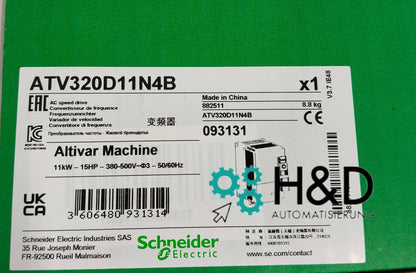 ATV320D11N4B
x1
V3.7 IE48
EAC
AC speed drive
Convertisseur de fréquence
Frequenzumrichter
Variador de velocidad
Convertitore di frequenza
变频器
Made in China
882511
8.8 kg
ATV320D11N4B
093131
Altivar Machine
11kW - 15HP - 380-500V~Φ3 - 50/60Hz
UK
CA
3 606480 931314
H&D
AUTOMATISIERUNG
Schneider Electric Industries SAS
35 Rue Joseph Monier
FR-92500 Rueil Malmaison
Schneider
Electric
www.se.com/contact